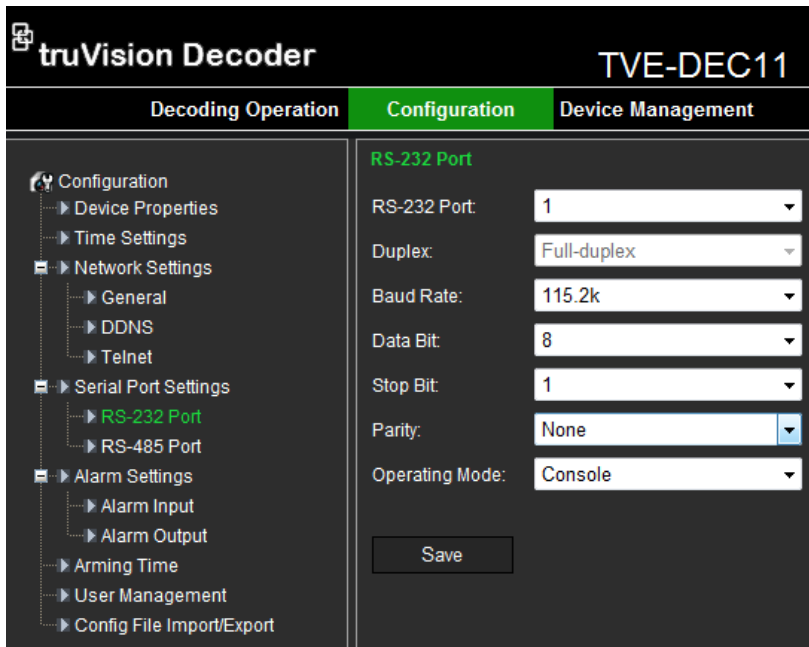 truVision Decoder
TVE-DEC11
Decoding Operation
Configuration
Device Management
Configuration
Device Properties
Time Settings
Network Settings
General
DDNS
Telnet
Serial Port Settings
RS-232 Port
RS-485 Port
Alarm Settings
Alarm Input
Alarm Output
Arming Time
User Management
Config File Import/Export
RS-232 Port
RS-232 Port: 1
Duplex: Full-duplex
Baud Rate: 115.2k
Data Bit: 8
Stop Bit: 1
Parity: None
Operating Mode: Console
Save